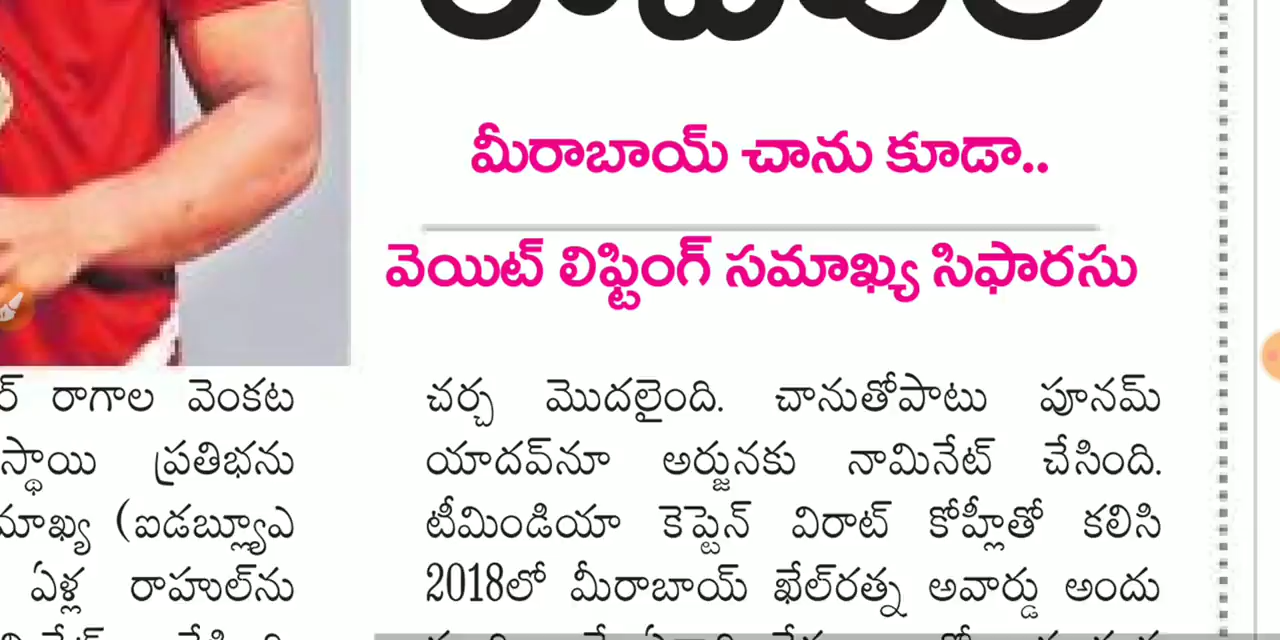 మీరాబాయ్ చాను కూడా..
వెయిట్ లిఫ్టింగ్ సమాఖ్య సిఫారసు
రాగాల వెంకట
స్థాయి ప్రతిభను
(ఐడబ్ల్యూఎ
ఏళ్ల రాహుల్‌ను
చర్చ మొదలైంది. చానుతోపాటు పూనమ్
యాదవ్‌నూ అర్జునకు నామినేట్ చేసింది.
టీమిండియా కెప్టెన్ విరాట్ కోహ్లీతో కలిసి
2018లో మీరాబాయ్ ఖేల్‌రత్న అవార్డు అందు